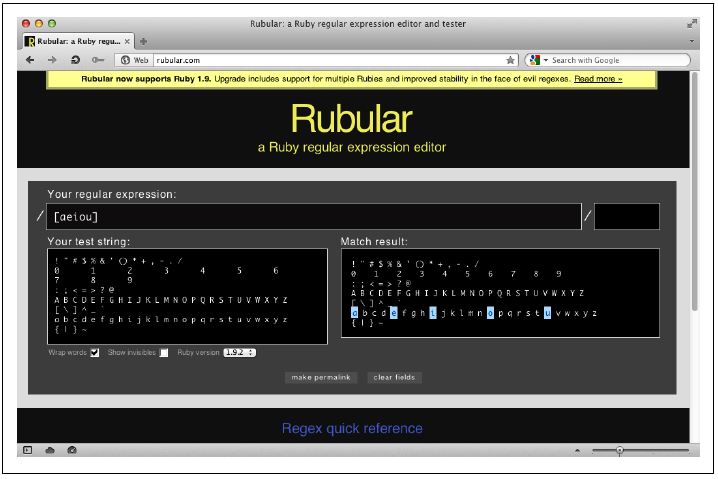 Rubular: a Ruby regular expression editor and tester
Rubular: a Ruby regu...
Web rubular.com Search with Google
Rubular now supports Ruby 1.9. Upgrade includes support for multiple Rubies and improved stability in the face of evil regexes. Read more »
Rubular
a Ruby regular expression editor
Your regular expression:
/ [aeiou] /
Your test string:
! " # $ % & ' () * + , - . /
0 1 2 3 4 5 6
7 8 9
: ; < = > ? @
A B C D E F G H I J K L M N O P Q R S T U V W X Y Z
[ \ ] ^ _ `
a b c d e f g h i j k l m n o p q r s t u v w x y z
{ | } ~
Match result:
! " # $ % & ' () * + , - . /
0 1 2 3 4 5 6 7 8 9
: ; < = > ? @
A B C D E F G H I J K L M N O P Q R S T U V W X Y Z
[ \ ] ^ _ `
a b c d e f g h i j k l m n o p q r s t u v w x y z
{ | } ~
Wrap words Show invisibles Ruby version 1.9.2
make permalink clear fields
Regex quick reference